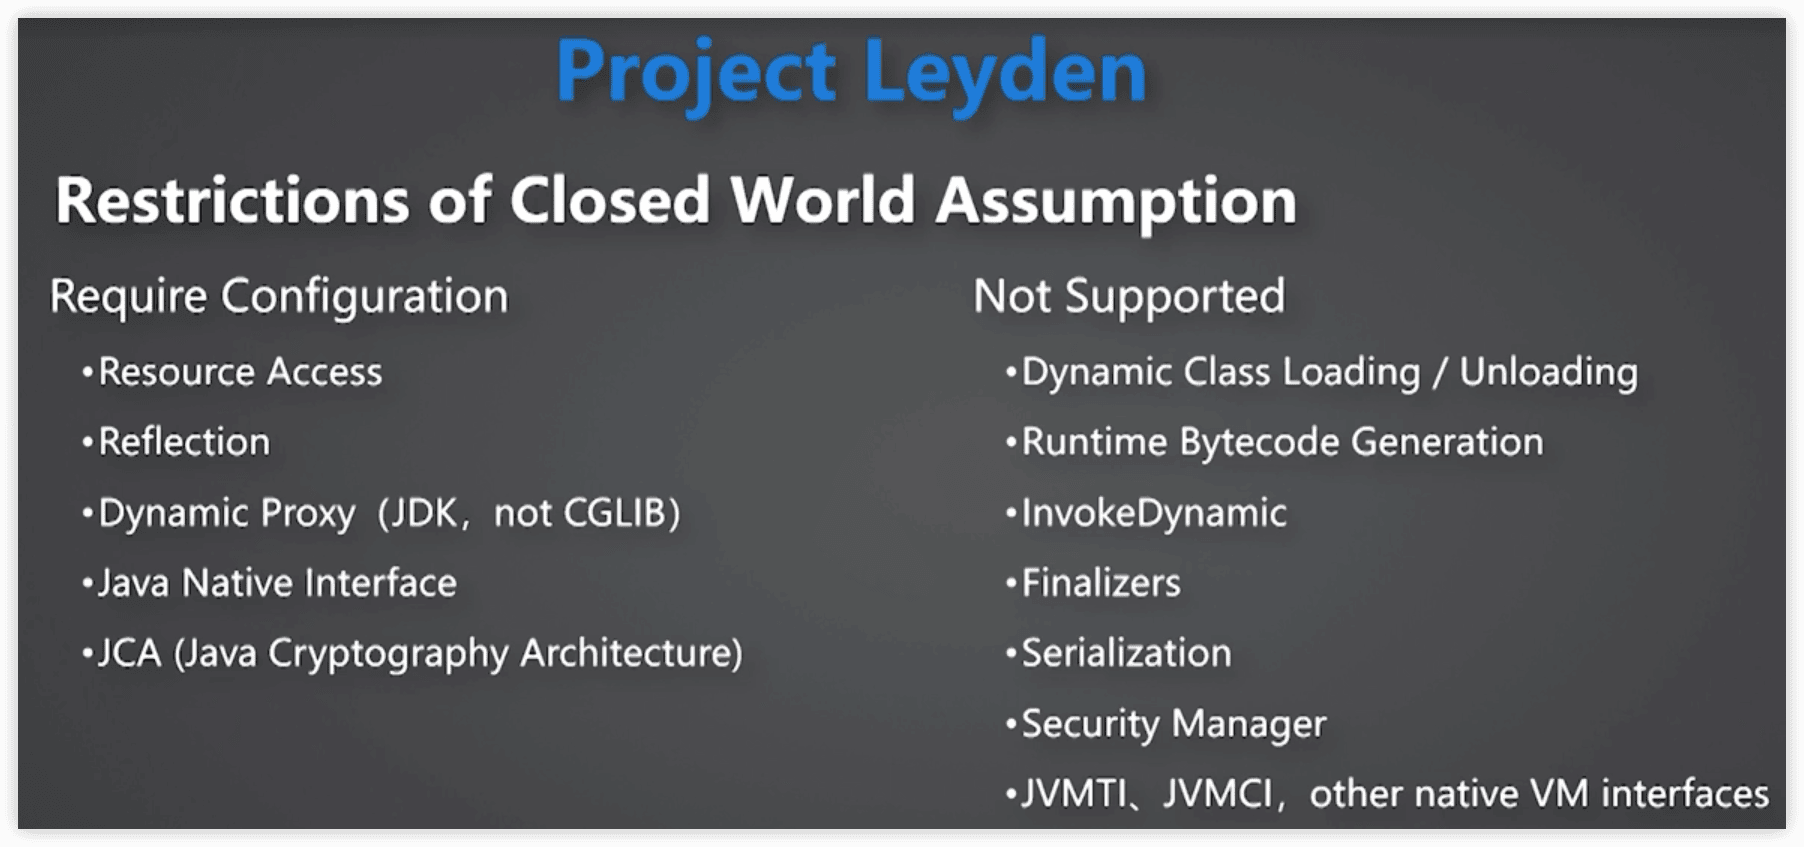 Project Leyden
Restrictions of Closed World Assumption
Require Configuration
•Resource Access
•Reflection
•Dynamic Proxy（JDK，not CGLIB）
•Java Native Interface
•JCA (Java Cryptography Architecture)
Not Supported
•Dynamic Class Loading / Unloading
•Runtime Bytecode Generation
•InvokeDynamic
•Finalizers
•Serialization
•Security Manager
•JVMTI、JVMCI，other native VM interfaces